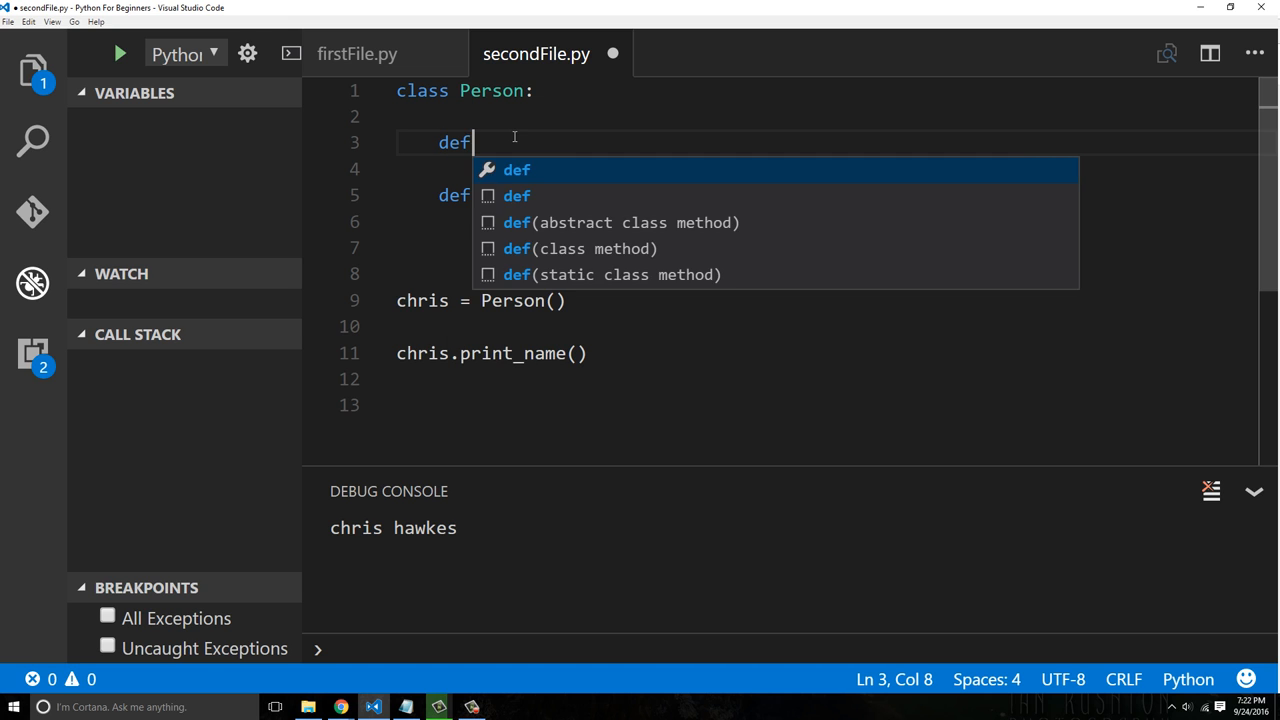 ● secondFile.py - Python For Beginners - Visual Studio Code
File Edit View Go Help
Python
firstFile.py
secondFile.py
VARIABLES
WATCH
CALL STACK
BREAKPOINTS
All Exceptions
Uncaught Exceptions
1
2
1 class Person:
2
3 def
4
5 def
6
7
8
9 chris = Person()
10
11 chris.print_name()
12
13
def
def
def(abstract class method)
def(class method)
def(static class method)
DEBUG CONSOLE
chris hawkes
0 0
Ln 3, Col 8 Spaces: 4 UTF-8 CRLF Python
I'm Cortana. Ask me anything.
7:22 PM
9/24/2016